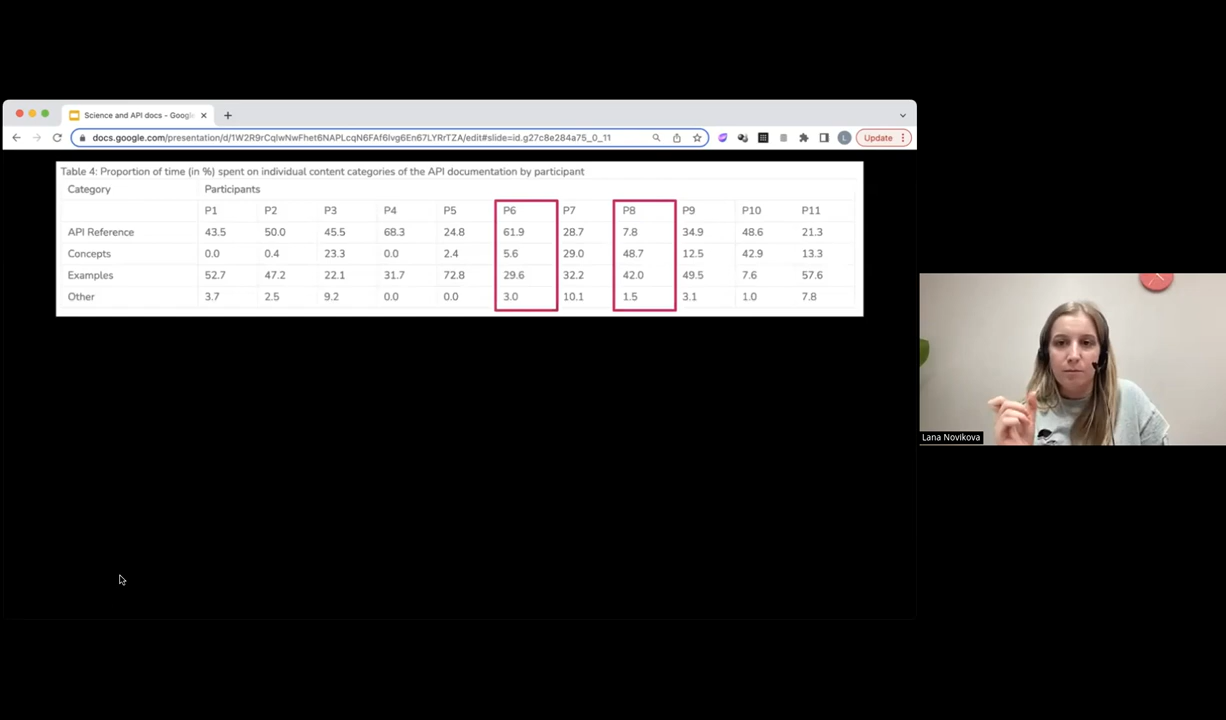 Science and API docs - Google
docs.google.com/presentation/d/1W2R9rCqIwNwFhet6NAPLcqN6FAf6Ivg6En67LYRrTZA/edit#slide=id.g27c8e284a75_0_11
L
Update
Table 4: Proportion of time (in %) spent on individual content categories of the API documentation by participant
Category Participants
P1 P2 P3 P4 P5 P6 P7 P8 P9 P10 P11
API Reference 43.5 50.0 45.5 68.3 24.8 61.9 28.7 7.8 34.9 48.6 21.3
Concepts 0.0 0.4 23.3 0.0 2.4 5.6 29.0 48.7 12.5 42.9 13.3
Examples 52.7 47.2 22.1 31.7 72.8 29.6 32.2 42.0 49.5 7.6 57.6
Other 3.7 2.5 9.2 0.0 0.0 3.0 10.1 1.5 3.1 1.0 7.8
Lana Novikova